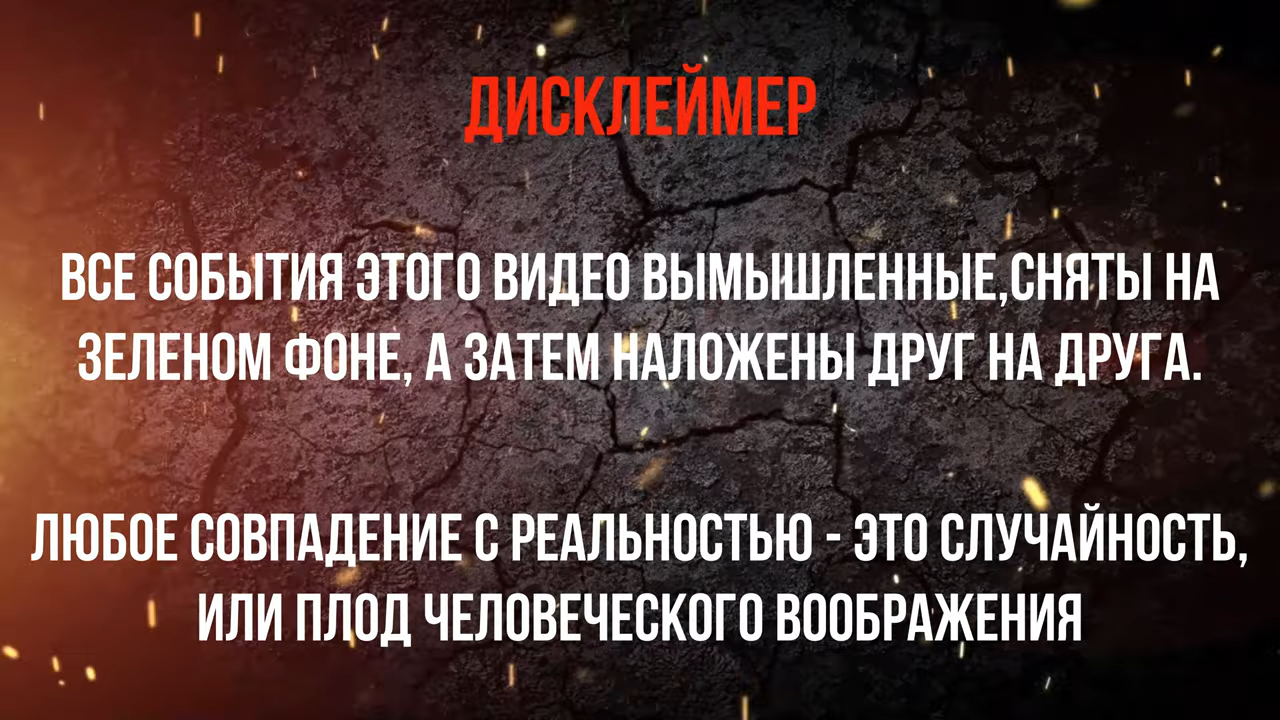 ДИСКЛЕЙМЕР
ВСЕ СОБЫТИЯ ЭТОГО ВИДЕО ВЫМЫШЛЕННЫЕ,СНЯТЫ НА
ЗЕЛЕНОМ ФОНЕ, А ЗАТЕМ НАЛОЖЕНЫ ДРУГ НА ДРУГА.
ЛЮБОЕ СОВПАДЕНИЕ С РЕАЛЬНОСТЬЮ - ЭТО СЛУЧАЙНОСТЬ,
ИЛИ ПЛОД ЧЕЛОВЕЧЕСКОГО ВООБРАЖЕНИЯ